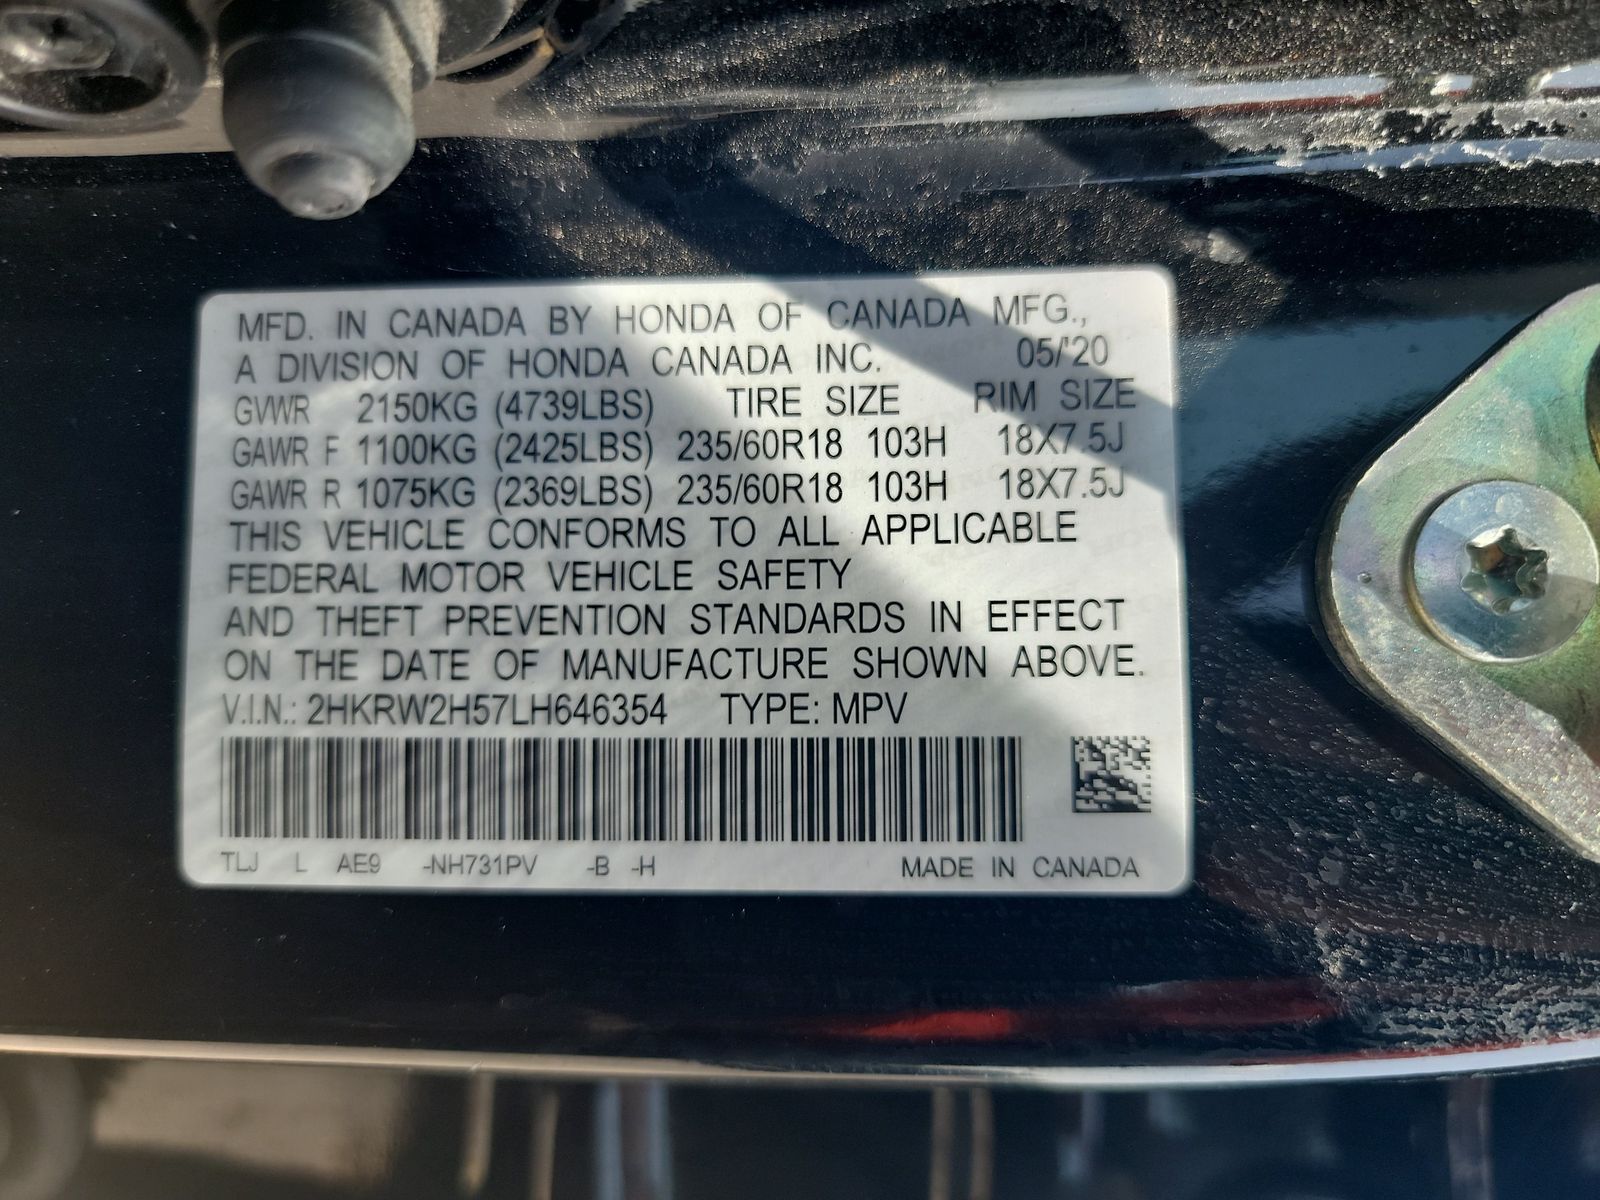 MFD. IN CANADA BY HONDA OF CANADA MFG.,
A DIVISION OF HONDA CANADA INC. 05/'20
GVWR 2150KG (4739LBS) TIRE SIZE RIM SIZE
GAWR F 1100KG (2425LBS) 235/60R18 103H 18X7.5J
GAWR R 1075KG (2369LBS) 235/60R18 103H 18X7.5J
THIS VEHICLE CONFORMS TO ALL APPLICABLE
FEDERAL MOTOR VEHICLE SAFETY
AND THEFT PREVENTION STANDARDS IN EFFECT
ON THE DATE OF MANUFACTURE SHOWN ABOVE.
V.I.N.: 2HKRW2H57LH646354 TYPE: MPV
TLJ L AE9 -NH731PV -B -H MADE IN CANADA